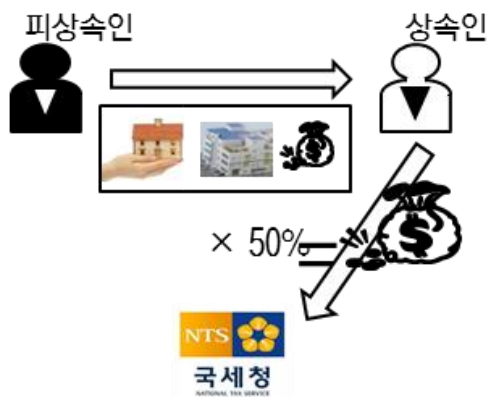 피상속인
상속인
× 50%
NTS
국세청
NATIONAL TAX SERVICE